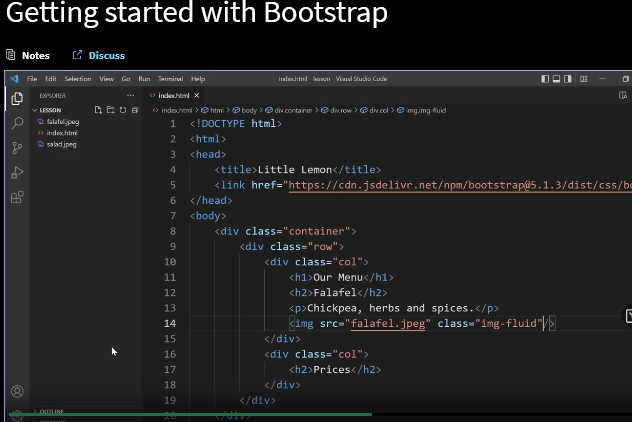 Getting started with Bootstrap
Notes Discuss
File Edit Selection View Go Run Terminal Help index.html - lesson - Visual Studio Code
EXPLORER ··· index.html
LESSON
falafel.jpeg
index.html
salad.jpeg
index.html > html > body > div.container > div.row > div.col > img.img-fluid
1 <!DOCTYPE html>
2 <html>
3 <head>
4 <title>Little Lemon</title>
5 <link href="https://cdn.jsdelivr.net/npm/bootstrap@5.1.3/dist/css/bo
6 </head>
7 <body>
8 <div class="container">
9 <div class="row">
10 <div class="col">
11 <h1>Our Menu</h1>
12 <h2>Falafel</h2>
13 <p>Chickpea, herbs and spices.</p>
14 <img src="falafel.jpeg" class="img-fluid"/>
15 </div>
16 <div class="col">
17 <h2>Prices</h2>
18 </div>
19 </div>
20 </div>
OUTLINE